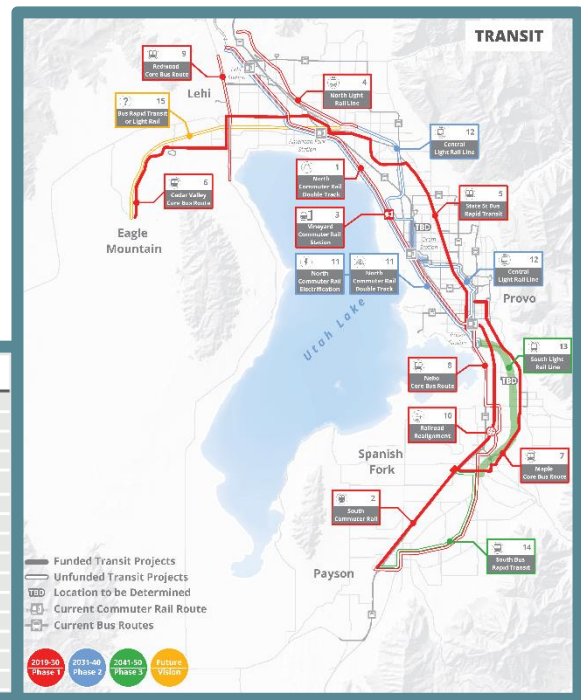 TRANSIT
9
Redwood
Core Bus Route
Lehi
4
North Light
Rail Line
15
Bus Rapid Transit
or Light Rail
12
Central
Light Rail Line
1
North
Commuter Rail
Double Track
6
Cedar Valley
Core Bus Route
5
State St Bus
Rapid Transit
3
Vineyard
Commuter Rail
Station
TBD
Eagle
Mountain
11
North
Commuter Rail
Electrification
11
North
Commuter Rail
Double Track
12
Central
Light Rail Line
Provo
Utah Lake
13
South Light
Rail Line
8
Nebo
Core Bus Route
TBD
10
Railroad
Realignment
Spanish
Fork
7
Maple
Core Bus Route
2
South
Commuter Rail
14
South Bus
Rapid Transit
Payson
Funded Transit Projects
Unfunded Transit Projects
TBD Location to be Determined
Current Commuter Rail Route
Current Bus Routes
2019-30
Phase 1
2031-40
Phase 2
2041-50
Phase 3
Future
Vision